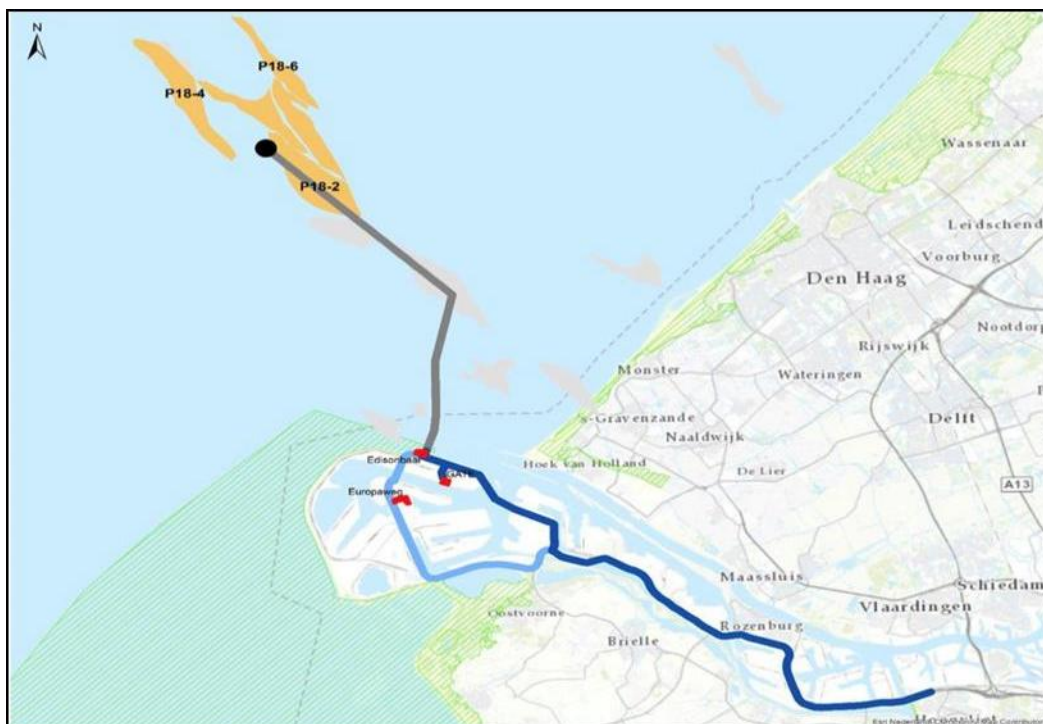 N
P18-6
P18-4
P18-2
Wassenaar
Leidschend
Voorburg
Den Haag
Nootdorp
Rijswijk
Monster
Wateringen
's-Gravenzande
Delft
Naaldwijk
Edisonbaai
Hoek van Holland
De Lier
GATE
A13
Europaweg
Maassluis
Schiedam
Oostvoorne
Vlaardingen
Rozenburg
Brielle